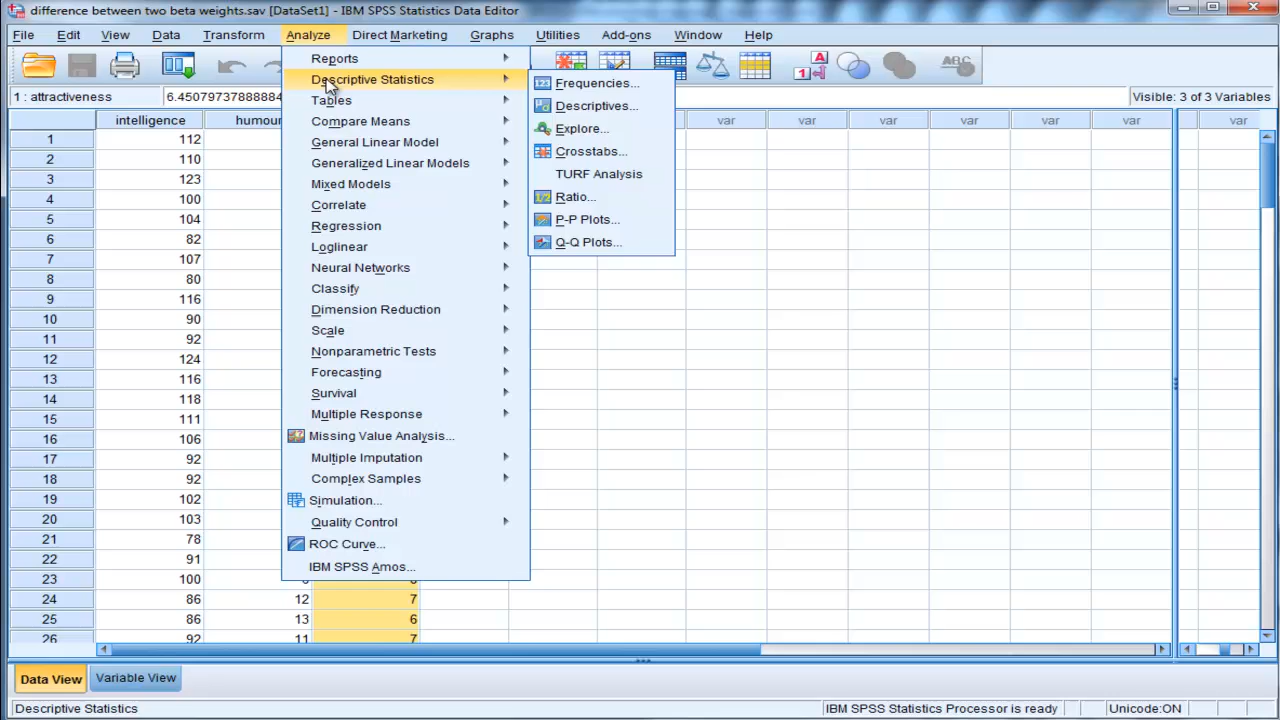 difference between two beta weights.sav [DataSet1] - IBM SPSS Statistics Data Editor
File Edit View Data Transform Analyze Direct Marketing Graphs Utilities Add-ons Window Help
1 : attractiveness 6.45079737888884 Visible: 3 of 3 Variables
intelligence humour var var var var var var var
Reports
Descriptive Statistics
Tables
Compare Means
General Linear Model
Generalized Linear Models
Mixed Models
Correlate
Regression
Loglinear
Neural Networks
Classify
Dimension Reduction
Scale
Nonparametric Tests
Forecasting
Survival
Multiple Response
Missing Value Analysis...
Multiple Imputation
Complex Samples
Simulation...
Quality Control
ROC Curve...
IBM SPSS Amos...
Frequencies...
Descriptives...
Explore...
Crosstabs...
TURF Analysis
Ratio...
P-P Plots...
Q-Q Plots...
1 112
2 110
3 123
4 100
5 104
6 82
7 107
8 80
9 116
10 90
11 92
12 124
13 116
14 118
15 111
16 106
17 92
18 92
19 102
20 103
21 78
22 91
23 100
24 86 12 7
25 86 13 6
26 92 11 7
Data View Variable View
Descriptive Statistics IBM SPSS Statistics Processor is ready Unicode:ON